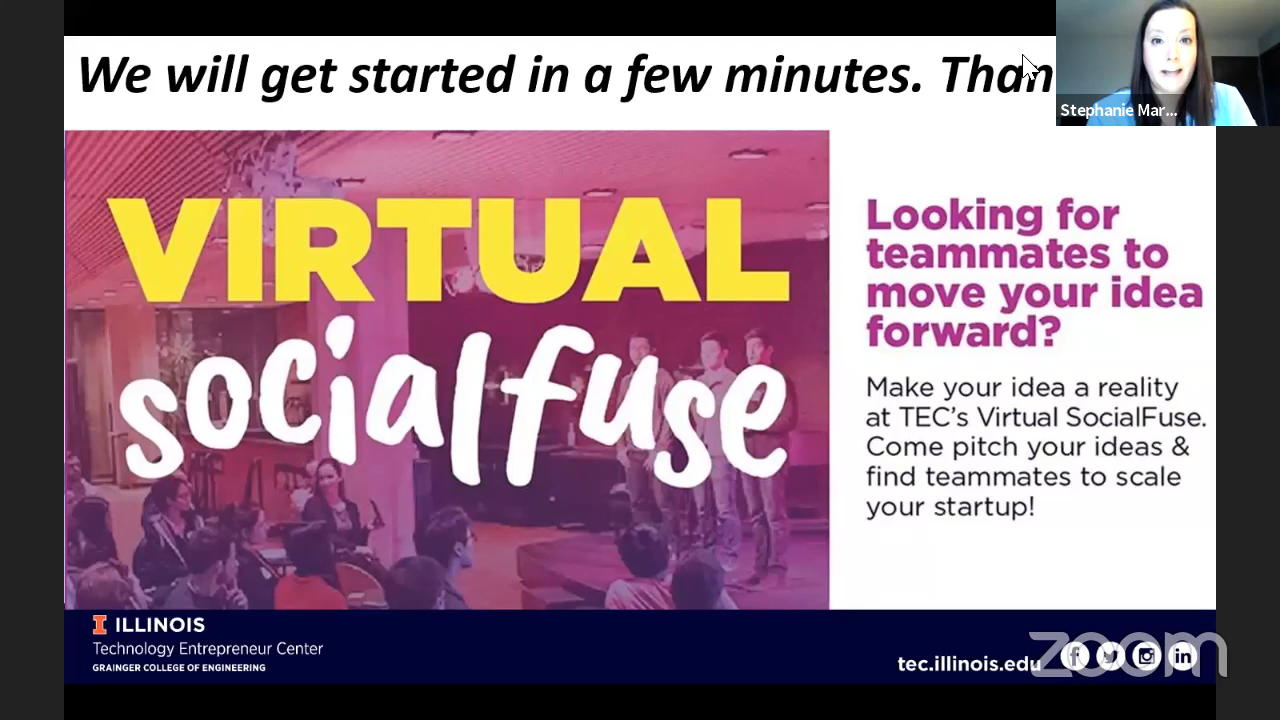 We will get started in a few minutes. Than
Stephanie Mar...
VIRTUAL
socialfuse
Looking for
teammates to
move your idea
forward?
Make your idea a reality
at TEC's Virtual SocialFuse.
Come pitch your ideas &
find teammates to scale
your startup!
I ILLINOIS
Technology Entrepreneur Center
GRAINGER COLLEGE OF ENGINEERING
tec.illinois.edu
zoom